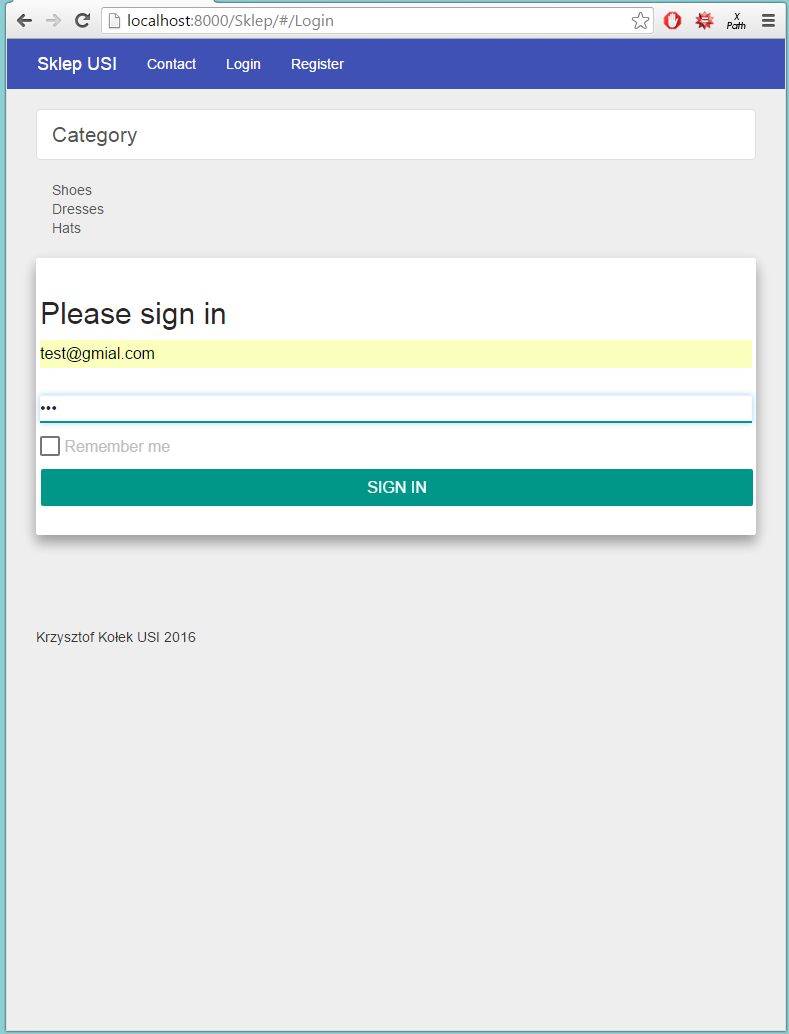 localhost:8000/Sklep/#/Login
X
Path
Sklep USI Contact Login Register
Category
Shoes
Dresses
Hats
Please sign in
test@gmial.com
•••
Remember me
SIGN IN
Krzysztof Kołek USI 2016